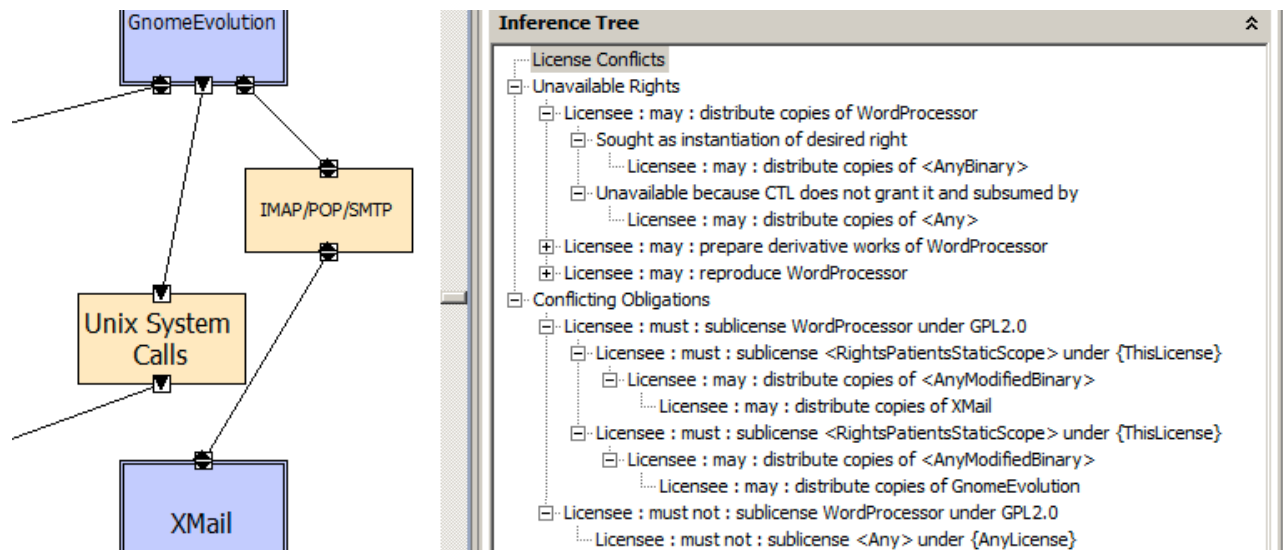 GnomeEvolution
IMAP/POP/SMTP
Unix System
Calls
XMail
Inference Tree
License Conflicts
Unavailable Rights
Licensee : may : distribute copies of WordProcessor
Sought as instantiation of desired right
Licensee : may : distribute copies of <AnyBinary>
Unavailable because CTL does not grant it and subsumed by
Licensee : may : distribute copies of <Any>
Licensee : may : prepare derivative works of WordProcessor
Licensee : may : reproduce WordProcessor
Conflicting Obligations
Licensee : must : sublicense WordProcessor under GPL2.0
Licensee : must : sublicense <RightsPatientsStaticScope> under {ThisLicense}
Licensee : may : distribute copies of <AnyModifiedBinary>
Licensee : may : distribute copies of XMail
Licensee : must : sublicense <RightsPatientsStaticScope> under {ThisLicense}
Licensee : may : distribute copies of <AnyModifiedBinary>
Licensee : may : distribute copies of GnomeEvolution
Licensee : must not : sublicense WordProcessor under GPL2.0
Licensee : must not : sublicense <Any> under {AnyLicense}